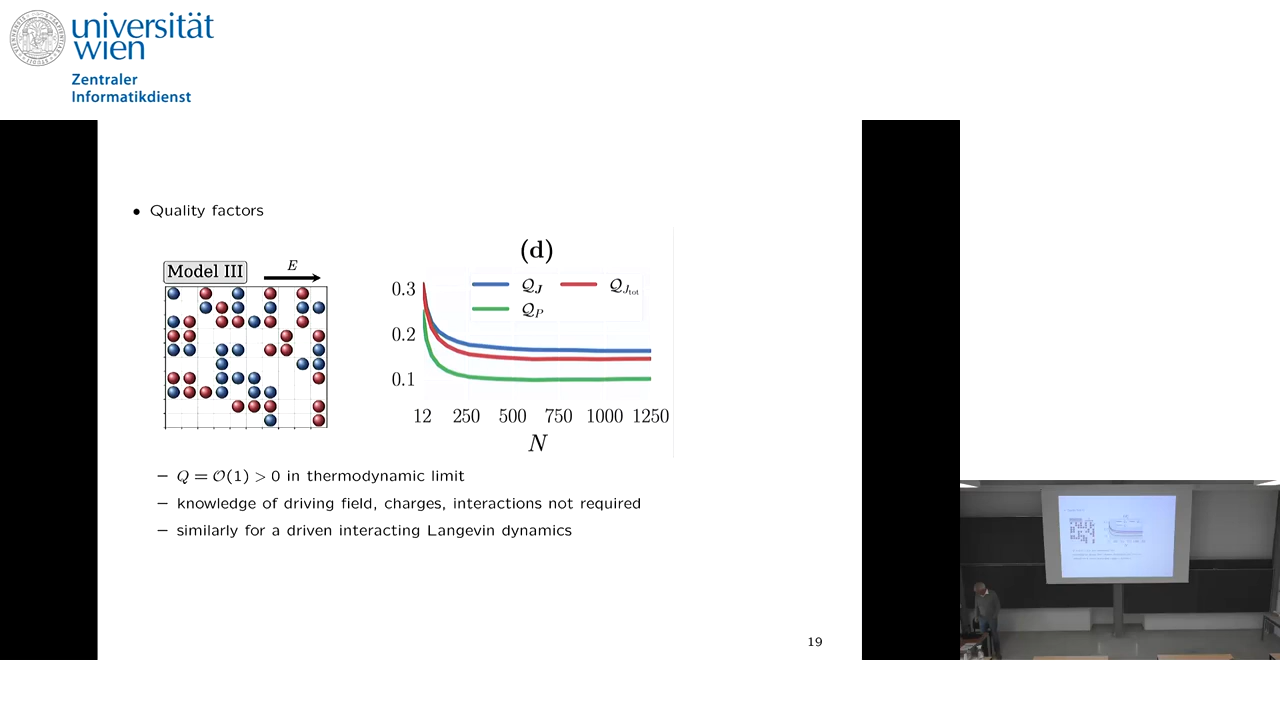 universität
wien
Zentraler
Informatikdienst
• Quality factors
Model III
E
(d)
0.3
0.2
0.1
𝒬_J
𝒬_{J_tot}
𝒬_P
12 250 500 750 1000 1250
N
– Q = 𝒪(1) > 0 in thermodynamic limit
– knowledge of driving field, charges, interactions not required
– similarly for a driven interacting Langevin dynamics
19